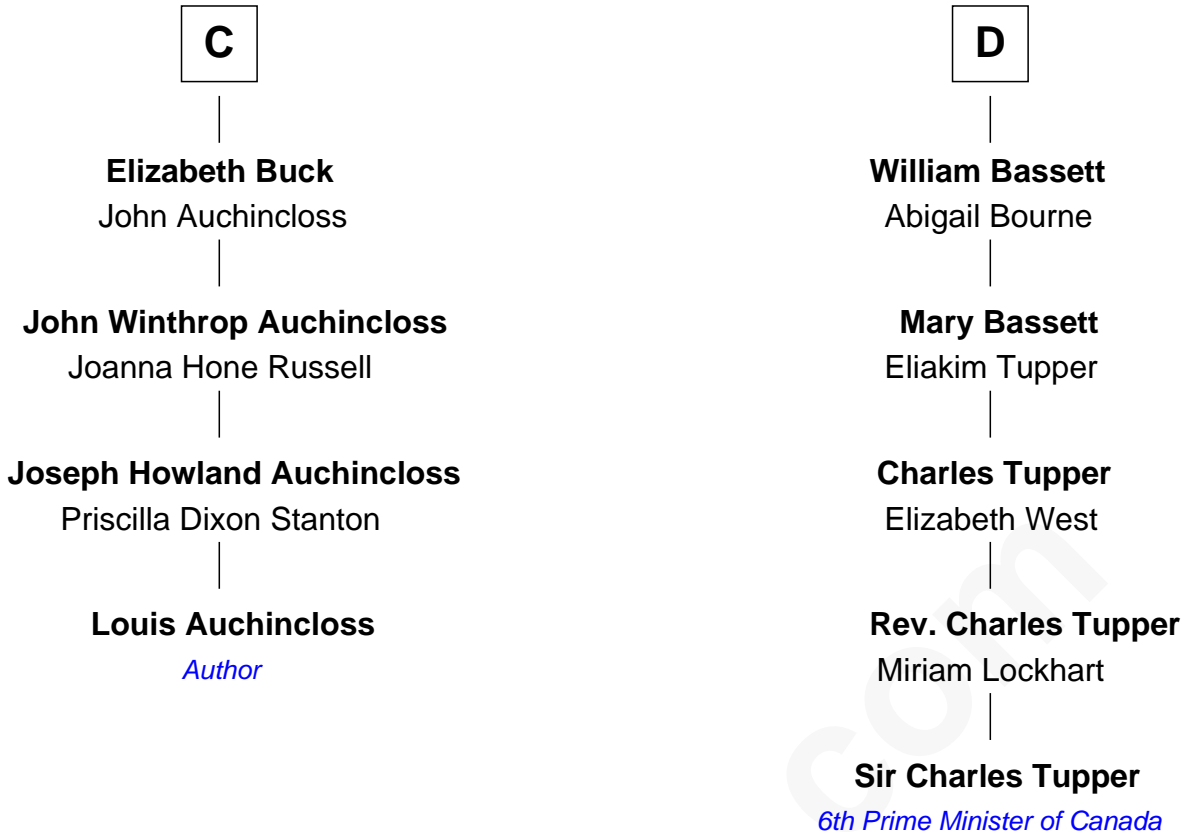 C
Elizabeth Buck
John Auchincloss
John Winthrop Auchincloss
Joanna Hone Russell
Joseph Howland Auchincloss
Priscilla Dixon Stanton
Louis Auchincloss
Author
D
William Bassett
Abigail Bourne
Mary Bassett
Eliakim Tupper
Charles Tupper
Elizabeth West
Rev. Charles Tupper
Miriam Lockhart
Sir Charles Tupper
6th Prime Minister of Canada
com